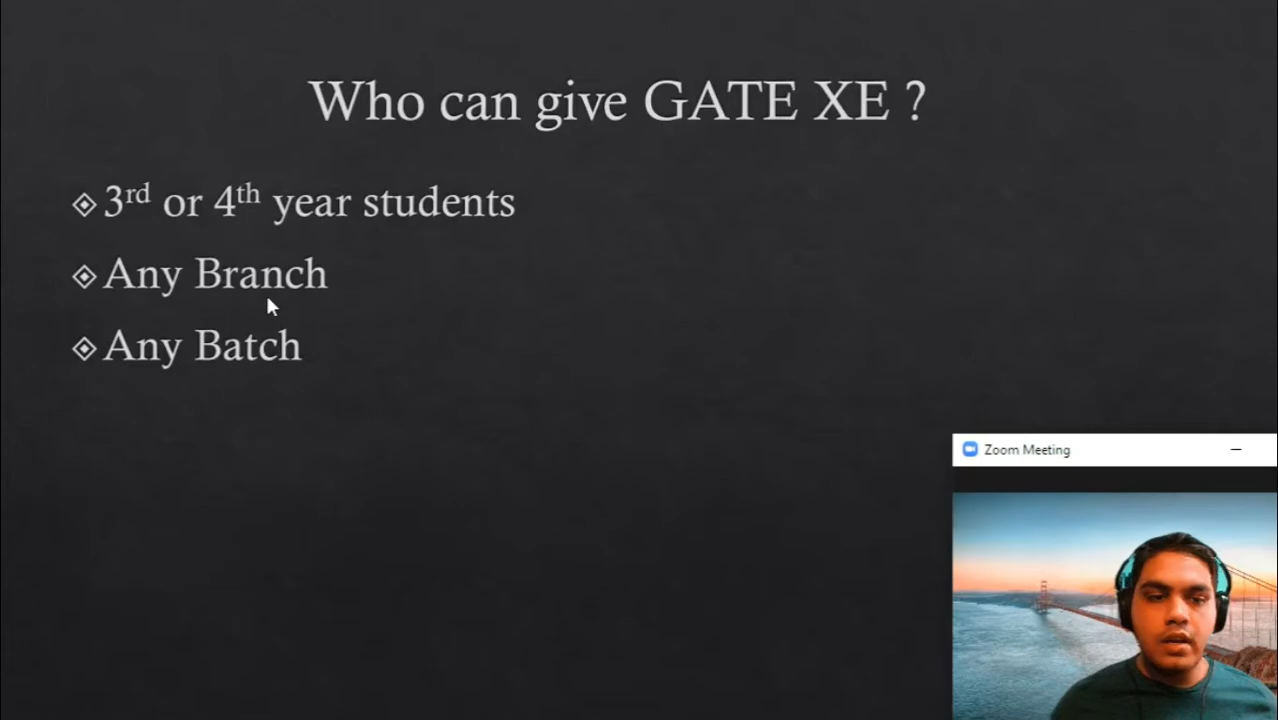 Who can give GATE XE ?
3rd or 4th year students
Any Branch
Any Batch
Zoom Meeting